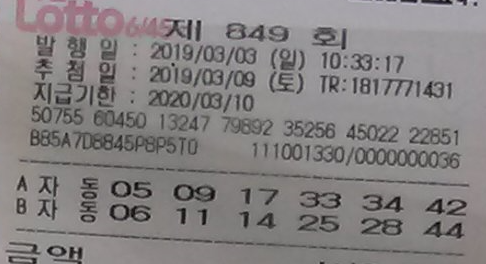 Lotto 6/45 제 849 회
발 행 일 : 2019/03/03 (일) 10:33:17
추 첨 일 : 2019/03/09 (토) TR:1817771431
지급기한 : 2020/03/10
50755 60450 13247 79892 35256 45022 22851
B85A7D8845P8P5T0 111001330/0000000036
A 자 동 05 09 17 33 34 42
B 자 동 06 11 14 25 28 44
금액